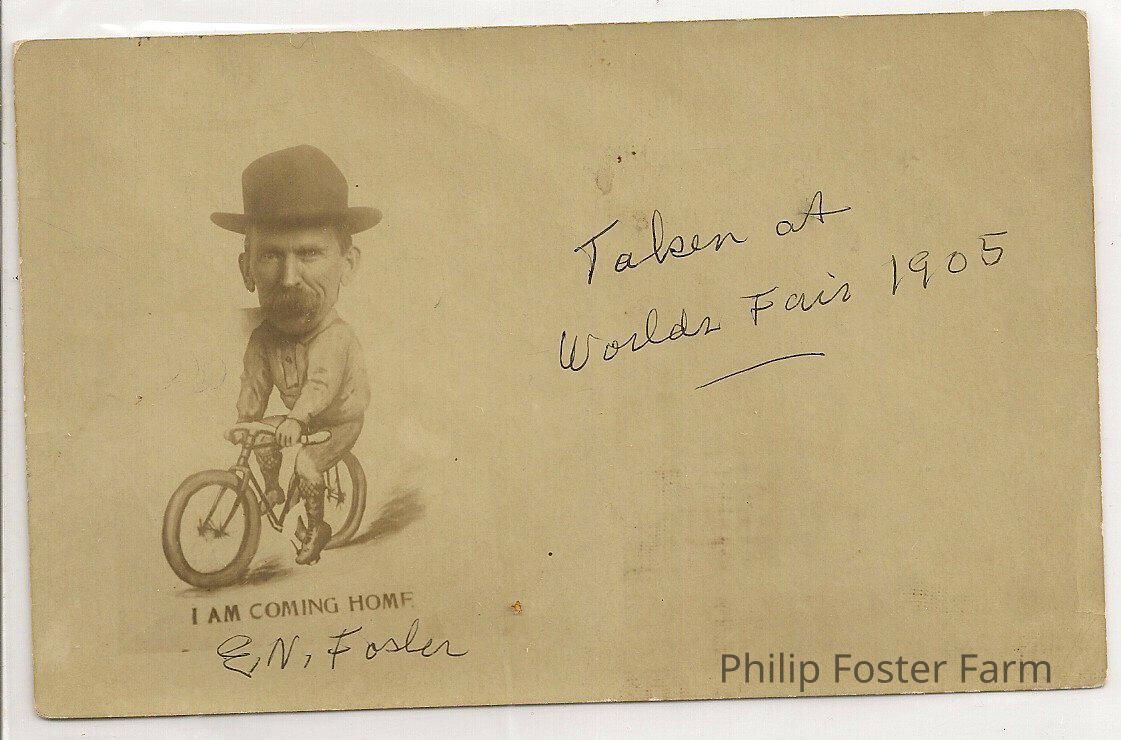 Taken at
Worlds Fair 1905
I AM COMING HOME
E.N. Foster
Philip Foster Farm